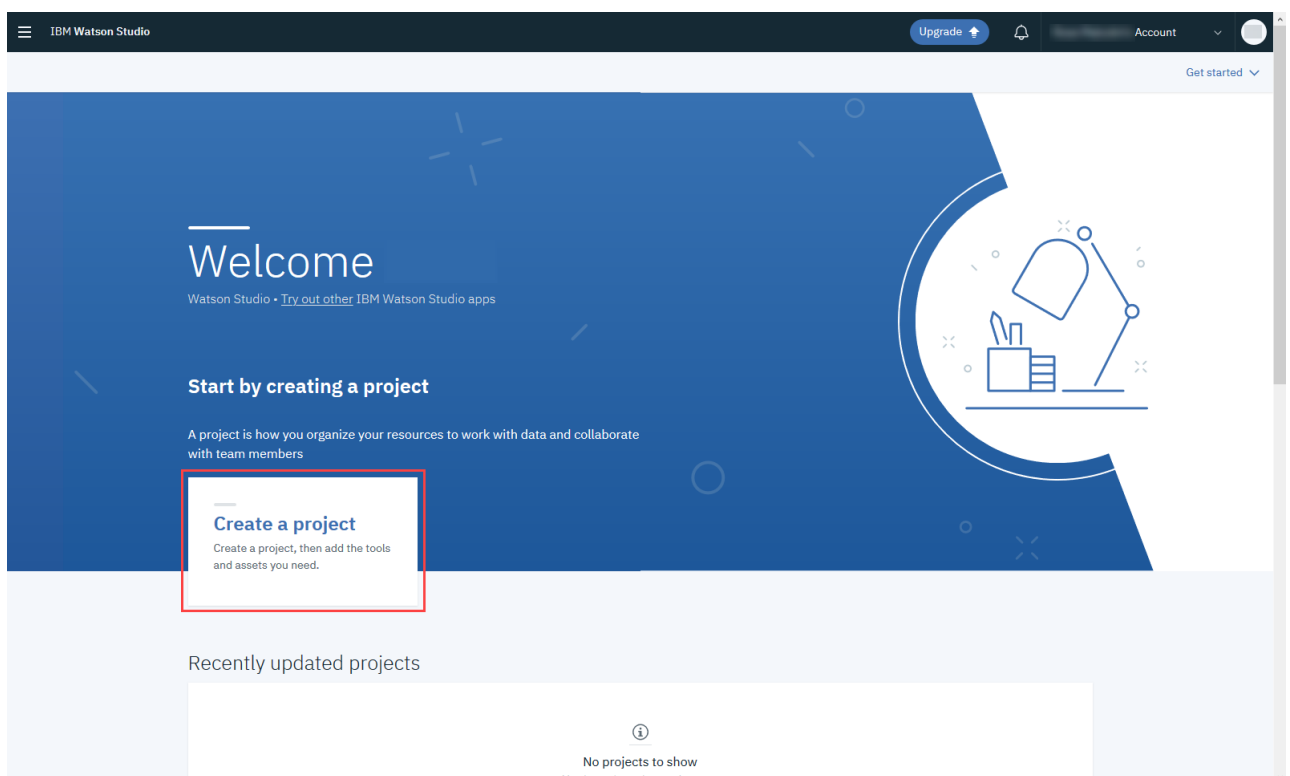 IBM Watson Studio
Upgrade
Account
Get started
Welcome
Watson Studio • Try out other IBM Watson Studio apps
Start by creating a project
A project is how you organize your resources to work with data and collaborate
with team members
Create a project
Create a project, then add the tools
and assets you need.
Recently updated projects
No projects to show